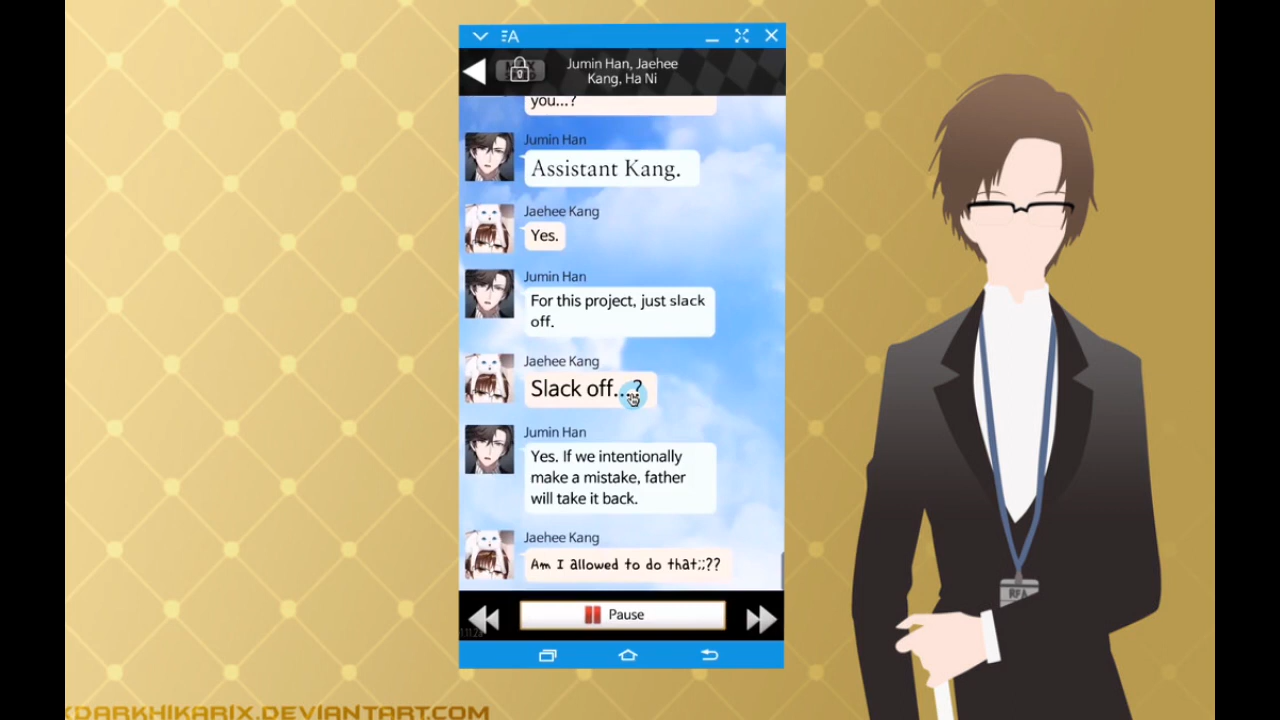 Jumin Han, Jaehee
Kang, Ha Ni
you...?
Jumin Han
Assistant Kang.
Jaehee Kang
Yes.
Jumin Han
For this project, just slack
off.
Jaehee Kang
Slack off...?
Jumin Han
Yes. If we intentionally
make a mistake, father
will take it back.
Jaehee Kang
Am I allowed to do that;;??
Pause
RFA
XDARKHIKARIX.DEVIANTART.COM